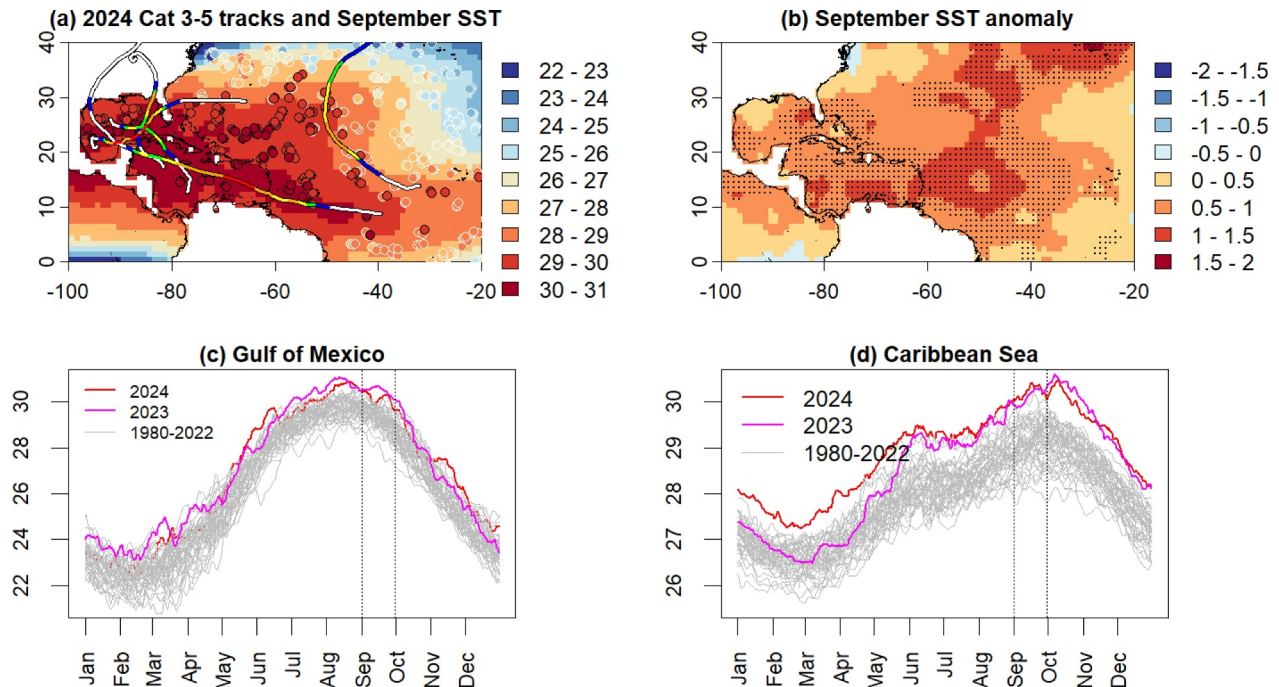 (a) 2024 Cat 3-5 tracks and September SST
40
30
20
10
0
-100 -80 -60 -40 -20
22 - 23
23 - 24
24 - 25
25 - 26
26 - 27
27 - 28
28 - 29
29 - 30
30 - 31
(b) September SST anomaly
40
30
20
10
0
-100 -80 -60 -40 -20
-2 - -1.5
-1.5 - -1
-1 - -0.5
-0.5 - 0
0 - 0.5
0.5 - 1
1 - 1.5
1.5 - 2
(c) Gulf of Mexico
2024
2023
1980-2022
30
28
26
24
22
Jan Feb Mar Apr May Jun Jul Aug Sep Oct Nov Dec
(d) Caribbean Sea
2024
2023
1980-2022
30
29
28
27
26
Jan Feb Mar Apr May Jun Jul Aug Sep Oct Nov Dec